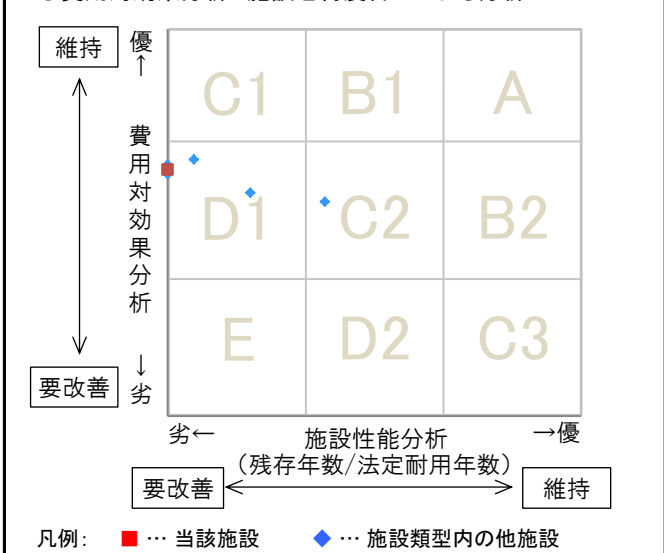 維持
優
↑
費用対効果分析
↓
劣
要改善
C1 B1 A
D1 C2 B2
E D2 C3
劣← 施設性能分析 →優
(残存年数/法定耐用年数)
要改善 維持
凡例: ■ … 当該施設 ◆ … 施設類型内の他施設